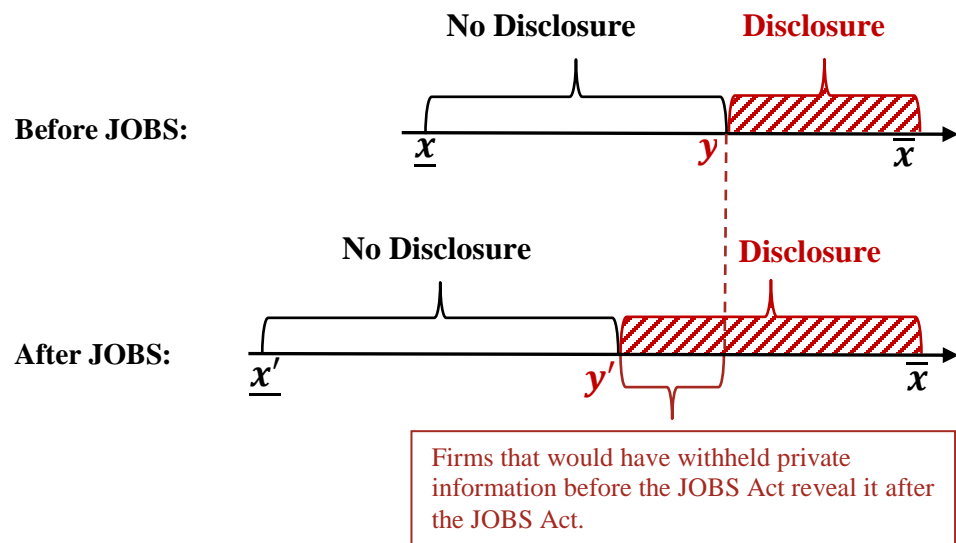 No Disclosure Disclosure
Before JOBS:
x y x̅
No Disclosure Disclosure
After JOBS:
x′ y′ x̅
Firms that would have withheld private
information before the JOBS Act reveal it after
the JOBS Act.